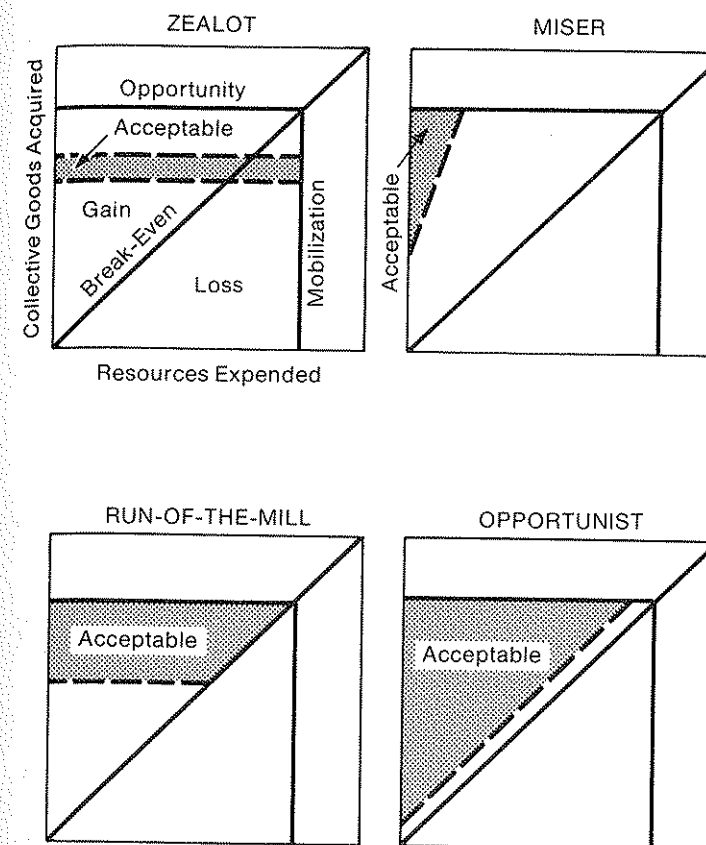 ZEALOT
Opportunity
Acceptable
Gain
Break-Even
Loss
Mobilization
Collective Goods Acquired
Resources Expended
MISER
Acceptable
RUN-OF-THE-MILL
Acceptable
OPPORTUNIST
Acceptable